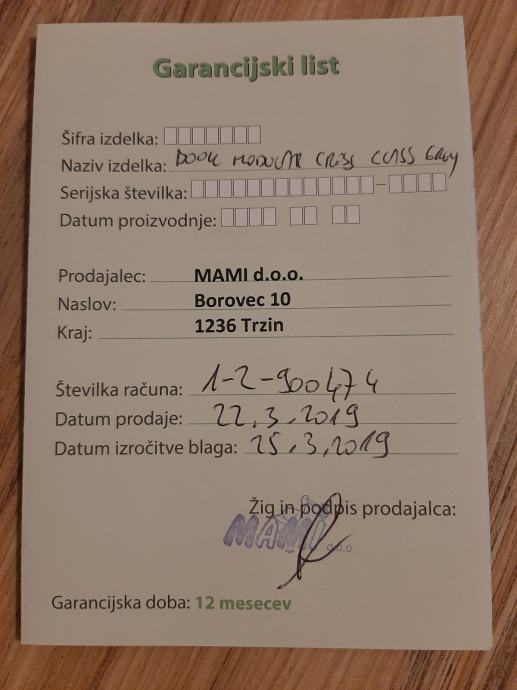 Garancijski list
Šifra izdelka:
Naziv izdelka: BOOK MODULAR CROSS CLASS GREY
Serijska številka: –
Datum proizvodnje:
Prodajalec: MAMI d.o.o.
Naslov: Borovec 10
Kraj: 1236 Trzin
Številka računa: 1-2-900474
Datum prodaje: 22.3.2019
Datum izročitve blaga: 25.3.2019
Žig in podpis prodajalca:
MAMI d.o.o.
Garancijska doba: 12 mesecev